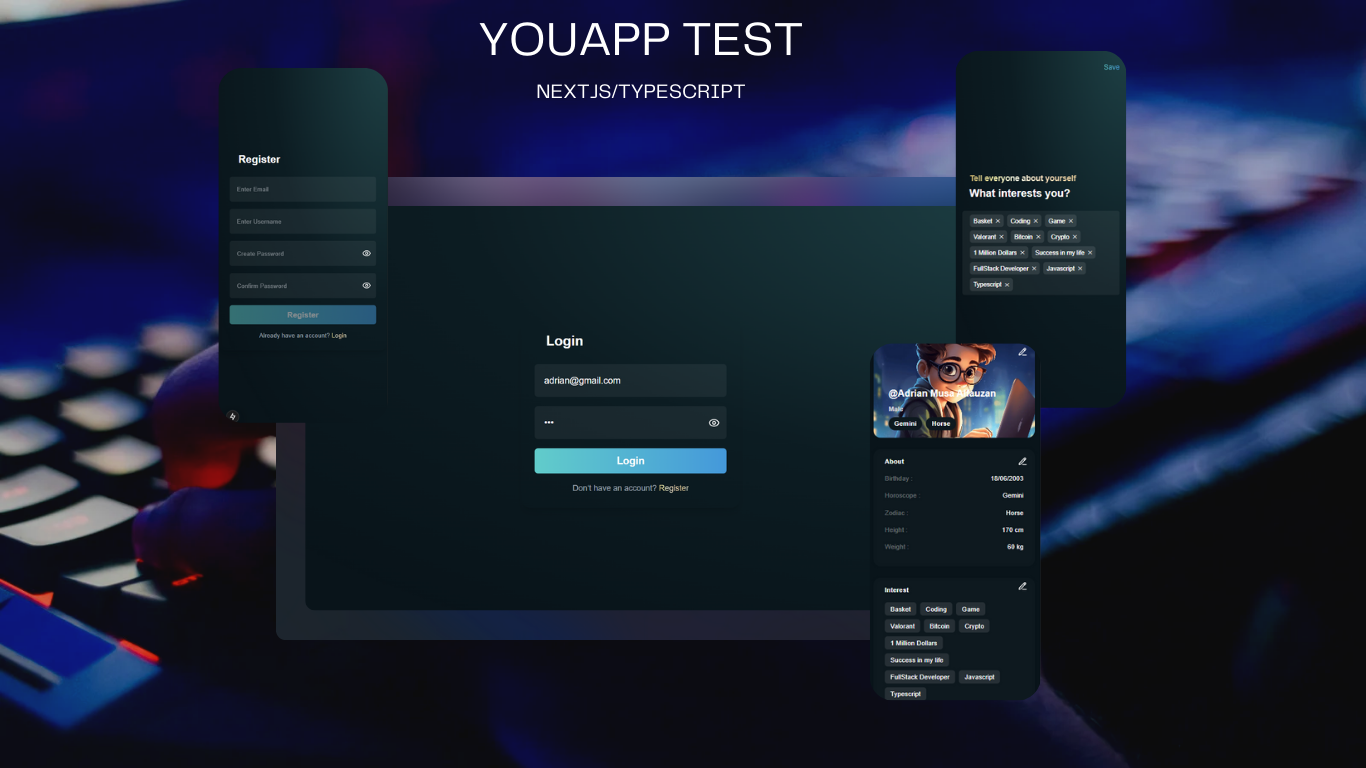 YOUAPP TEST
NEXTJS/TYPESCRIPT
Register
Enter Email
Enter Username
Create Password
Confirm Password
Register
Already have an account? Login
Login
adrian@gmail.com
•••
Login
Don't have an account? Register
Save
Tell everyone about yourself
What interests you?
Basket × Coding × Game ×
Valorant × Bitcoin × Crypto ×
1 Million Dollars × Success in my life ×
FullStack Developer × Javascript ×
Typescript ×
@Adrian Musa Alfauzan
Male
Gemini Horse
About
Birthday : 18/06/2003
Horoscope : Gemini
Zodiac : Horse
Height : 170 cm
Weight : 69 kg
Interest
Basket Coding Game
Valorant Bitcoin Crypto
1 Million Dollars
Success in my life
FullStack Developer Javascript
Typescript